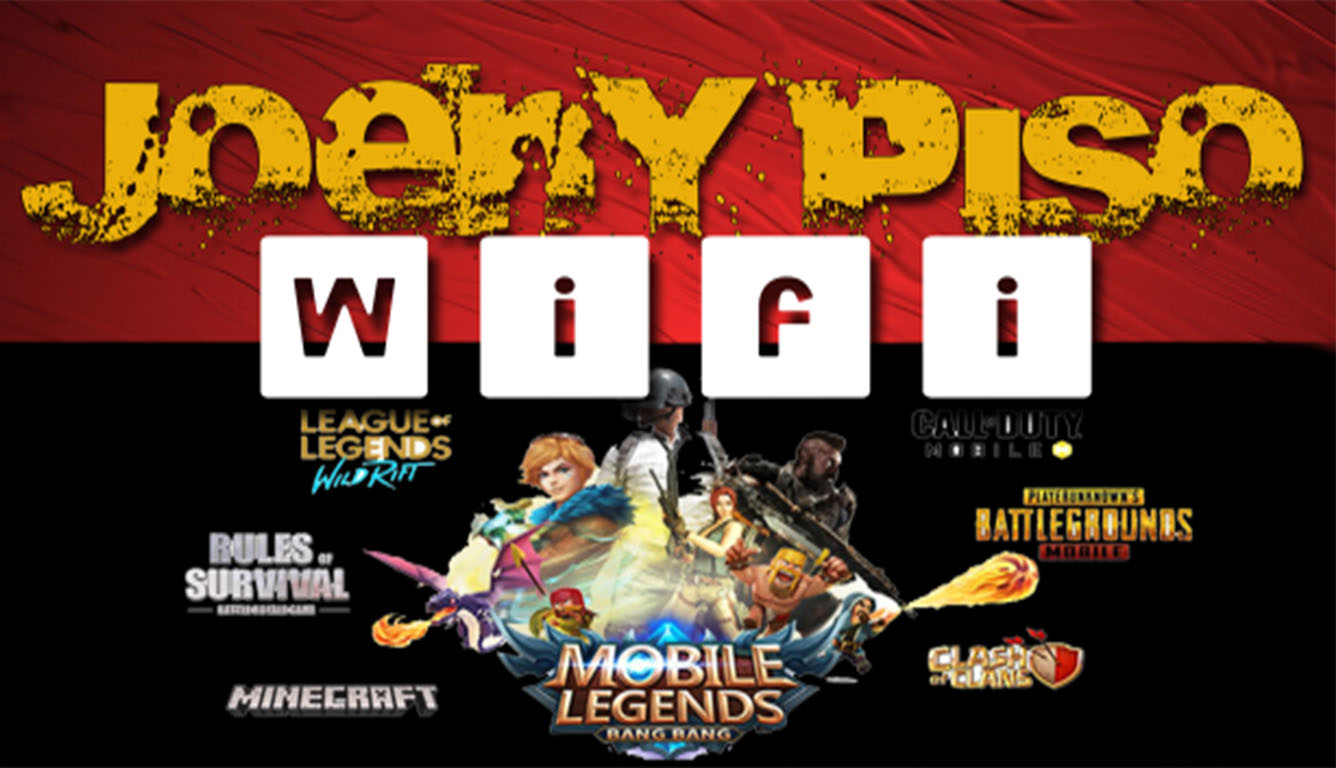 JoenY PIso
Wifi
LEAGUE OF
LEGENDS
WILD RIFT
CALL OF DUTY
MOBILE
PLAYERUNKNOWN'S
BATTLEGROUNDS
MOBILE
RULES OF
SURVIVAL
CLASH
OF CLANS
MINECRAFT
MOBILE
LEGENDS
BANG BANG